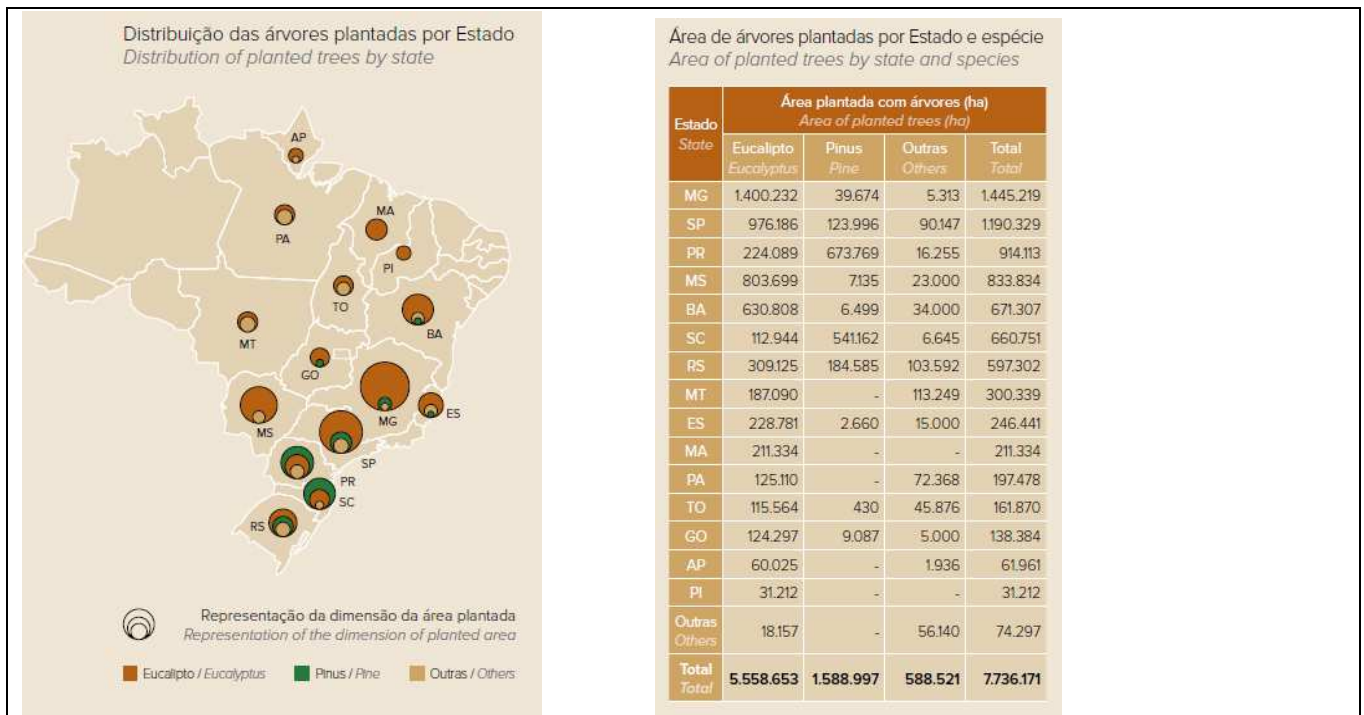 Distribuição das árvores plantadas por Estado
Distribution of planted trees by state
AP
PA
MA
PI
TO
BA
MT
GO
MG
ES
MS
SP
PR
SC
RS
Representação da dimensão da área plantada
Representation of the dimension of planted area
Eucalipto / Eucalyptus Pinus / Pine Outras / Others
Área de árvores plantadas por Estado e espécie
Area of planted trees by state and species
Estado
State
Área plantada com árvores (ha)
Area of planted trees (ha)
Eucalipto Pinus Outras Total
Eucalyptus Pine Others Total
MG 1.400.232 39.674 5.313 1.445.219
SP 976.186 123.996 90.147 1.190.329
PR 224.089 673.769 16.255 914.113
MS 803.699 7.135 23.000 833.834
BA 630.808 6.499 34.000 671.307
SC 112.944 541.162 6.645 660.751
RS 309.125 184.585 103.592 597.302
MT 187.090 - 113.249 300.339
ES 228.781 2.660 15.000 246.441
MA 211.334 - - 211.334
PA 125.110 - 72.368 197.478
TO 115.564 430 45.876 161.870
GO 124.297 9.087 5.000 138.384
AP 60.025 - 1.936 61.961
PI 31.212 - - 31.212
Outras
Others
18.157 - 56.140 74.297
Total
Total
5.558.653 1.588.997 588.521 7.736.171